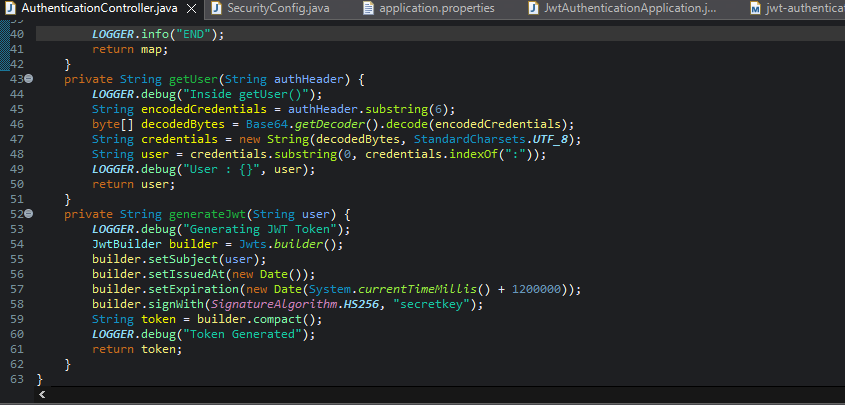 AuthenticationController.java SecurityConfig.java application.properties JwtAuthenticationApplication.j... jwt-authenticat
40 LOGGER.info("END");
41 return map;
42 }
43 private String getUser(String authHeader) {
44 LOGGER.debug("Inside getUser()");
45 String encodedCredentials = authHeader.substring(6);
46 byte[] decodedBytes = Base64.getDecoder().decode(encodedCredentials);
47 String credentials = new String(decodedBytes, StandardCharsets.UTF_8);
48 String user = credentials.substring(0, credentials.indexOf(":"));
49 LOGGER.debug("User : {}", user);
50 return user;
51 }
52 private String generateJwt(String user) {
53 LOGGER.debug("Generating JWT Token");
54 JwtBuilder builder = Jwts.builder();
55 builder.setSubject(user);
56 builder.setIssuedAt(new Date());
57 builder.setExpiration(new Date(System.currentTimeMillis() + 1200000));
58 builder.signWith(SignatureAlgorithm.HS256, "secretkey");
59 String token = builder.compact();
60 LOGGER.debug("Token Generated");
61 return token;
62 }
63 }